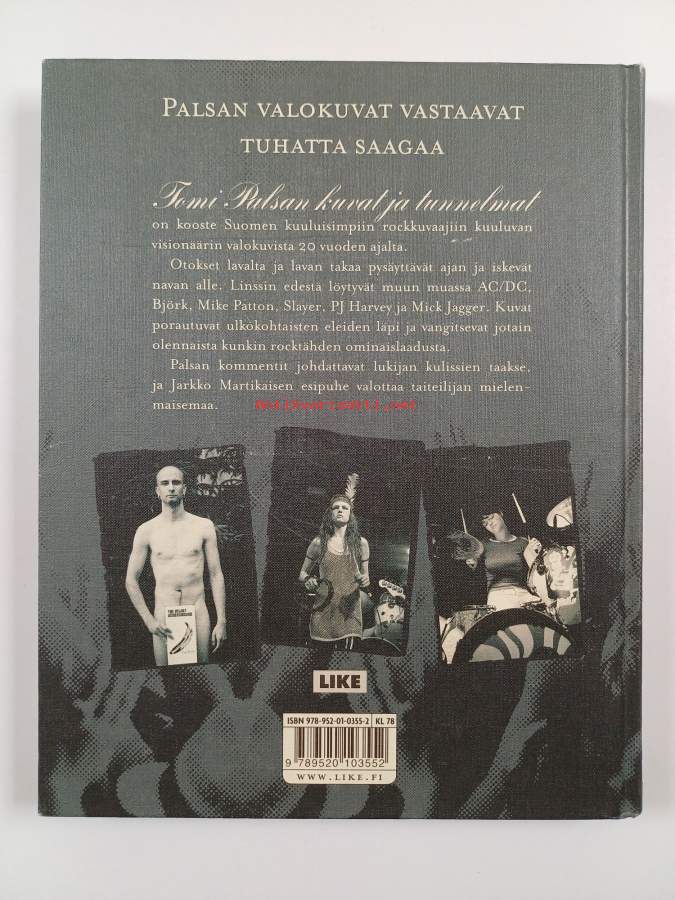 PALSAN VALOKUVAT VASTAAVAT
TUHATTA SAAGAA
Tomi Palsan kuvat ja tunnelmat
on kooste Suomen kuuluisimpiin rockkuvaajiin kuuluvan
visionäärin valokuvista 20 vuoden ajalta.
Otokset lavalta ja lavan takaa pysäyttävät ajan ja iskevät
navan alle. Linssin edestä löytyvät muun muassa AC/DC,
Björk, Mike Patton, Slayer, PJ Harvey ja Mick Jagger. Kuvat
porautuvat ulkokohtaisten eleiden läpi ja vangitsevat jotain
olennaista kunkin rocktähden ominaislaadusta.
Palsan kommentit johdattavat lukijan kulissien taakse,
ja Jarkko Martikaisen esipuhe valottaa taiteilijan mielen-
maisemaa.
THE VELVET
UNDERGROUND
LIKE
ISBN 978-952-01-0355-2 KL 78
9 789520 103552
WWW.LIKE.FI